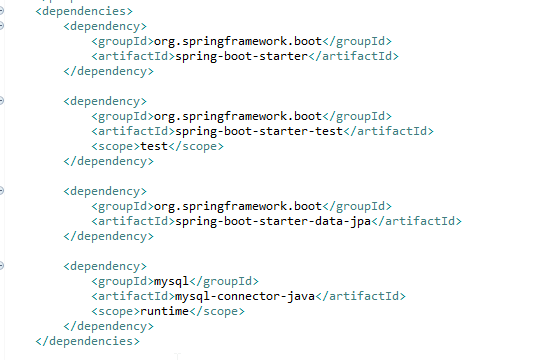 <dependencies>
<dependency>
<groupId>org.springframework.boot</groupId>
<artifactId>spring-boot-starter</artifactId>
</dependency>
<dependency>
<groupId>org.springframework.boot</groupId>
<artifactId>spring-boot-starter-test</artifactId>
<scope>test</scope>
</dependency>
<dependency>
<groupId>org.springframework.boot</groupId>
<artifactId>spring-boot-starter-data-jpa</artifactId>
</dependency>
<dependency>
<groupId>mysql</groupId>
<artifactId>mysql-connector-java</artifactId>
<scope>runtime</scope>
</dependency>
</dependencies>